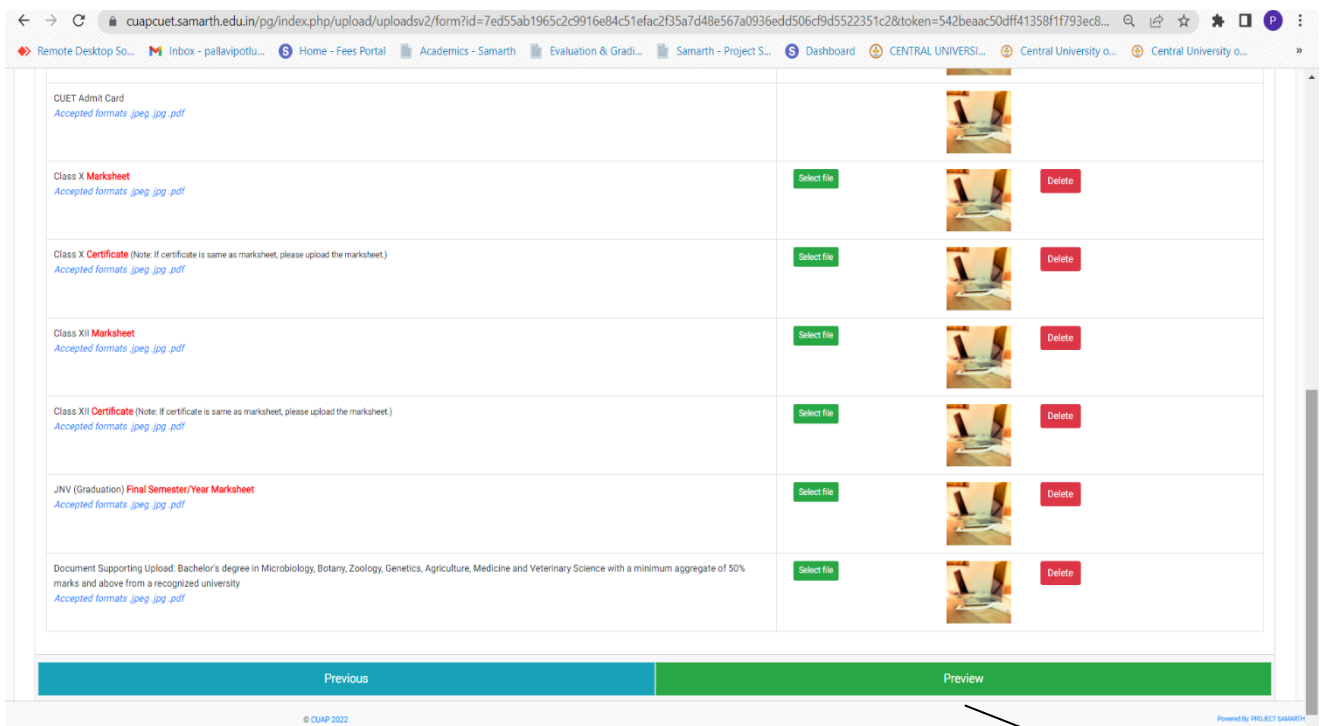 cuapcuet.samarth.edu.in/pg/index.php/upload/uploadsv2/form?id=7ed55ab1965c2c9916e84c51efac2f35a7d48e567a0936edd506cf9d5522351c28&token=542beaac50dff41358f1f793ec8...
P
Remote Desktop So... Inbox - pallavipotlu... Home - Fees Portal Academics - Samarth Evaluation & Gradi... Samarth - Project S... Dashboard CENTRAL UNIVERSI... Central University o... Central University o... »
CUET Admit Card
Accepted formats .jpeg .jpg .pdf
Class X Marksheet
Accepted formats .jpeg .jpg .pdf
Select file
Delete
Class X Certificate (Note: If certificate is same as marksheet, please upload the marksheet.)
Accepted formats .jpeg .jpg .pdf
Select file
Delete
Class XII Marksheet
Accepted formats .jpeg .jpg .pdf
Select file
Delete
Class XII Certificate (Note: If certificate is same as marksheet, please upload the marksheet.)
Accepted formats .jpeg .jpg .pdf
Select file
Delete
JNV (Graduation) Final Semester/Year Marksheet
Accepted formats .jpeg .jpg .pdf
Select file
Delete
Document Supporting Upload: Bachelor's degree in Microbiology, Botany, Zoology, Genetics, Agriculture, Medicine and Veterinary Science with a minimum aggregate of 50%
marks and above from a recognized university
Accepted formats .jpeg .jpg .pdf
Select file
Delete
Previous
Preview
© CUAP 2022
Powered By: PROJECT SAMARTH